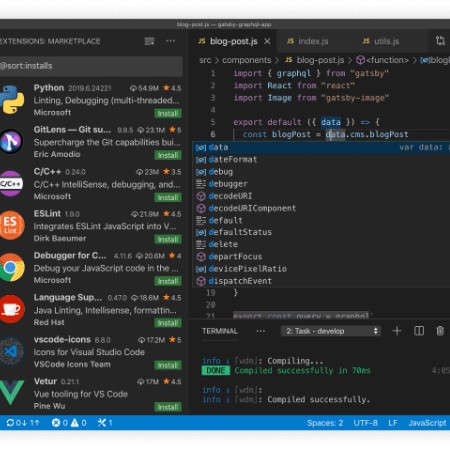 blog-post.js — gatsby-graphql-app
EXTENSIONS: MARKETPLACE
@sort:installs
Python 2019.6.24221 54.9M 4.5
Linting, Debugging (multi-threaded...
Microsoft Install
GitLens — Git su... 9.8.5 23.1M 5
Supercharge the Git capabilities bui...
Eric Amodio Install
C/C++ 0.24.0 23M 3.5
C/C++ IntelliSense, debugging, and...
Microsoft Install
ESLint 1.9.0 21.9M 4.5
Integrates ESLint JavaScript into V...
Dirk Baeumer Install
Debugger for C... 4.11.6 20.6M 4
Debug your JavaScript code in the...
Microsoft Install
Language Sup... 0.47.0 18.6M 4.5
Java Linting, Intellisense, formattin...
Red Hat Install
vscode-icons 8.8.0 17.2M 5
Icons for Visual Studio Code
VSCode Icons Team Install
Vetur 0.21.1 17M 4.5
Vue tooling for VS Code
Pine Wu Install
JS blog-post.js JS index.js JS utils.js
src > components > JS blog-post.js > <function> > blogP
1 import { graphql } from "gatsby"
2 import React from "react"
3 import Image from "gatsby-image"
4
5 export default ({ data }) => {
6 const blogPost = data.cms.blogPost
data var data:
dateFormat
debug
debugger
decodeURI
decodeURIComponent
default
defaultStatus
delete
departFocus
devicePixelRatio
dispatchEvent
19 }
20
21 export const query = graphql`
TERMINAL ... 2: Task - develop
info : [wdm]: Compiling...
DONE Compiled successfully in 70ms 4:05
info : [wdm]:
info : [wdm]: Compiled successfully.
0↓ 1↑ 0 0 1 Spaces: 2 UTF-8 LF JavaScript